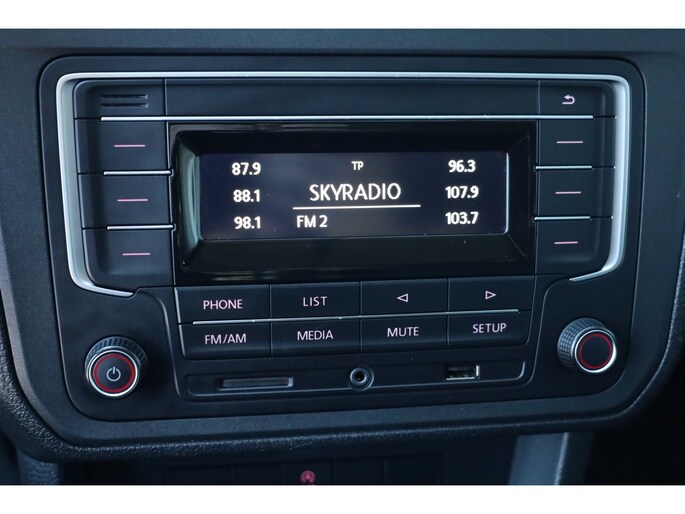 87.9 TP 96.3
88.1 SKYRADIO 107.9
98.1 FM 2 103.7
PHONE LIST
FM/AM MEDIA MUTE SETUP